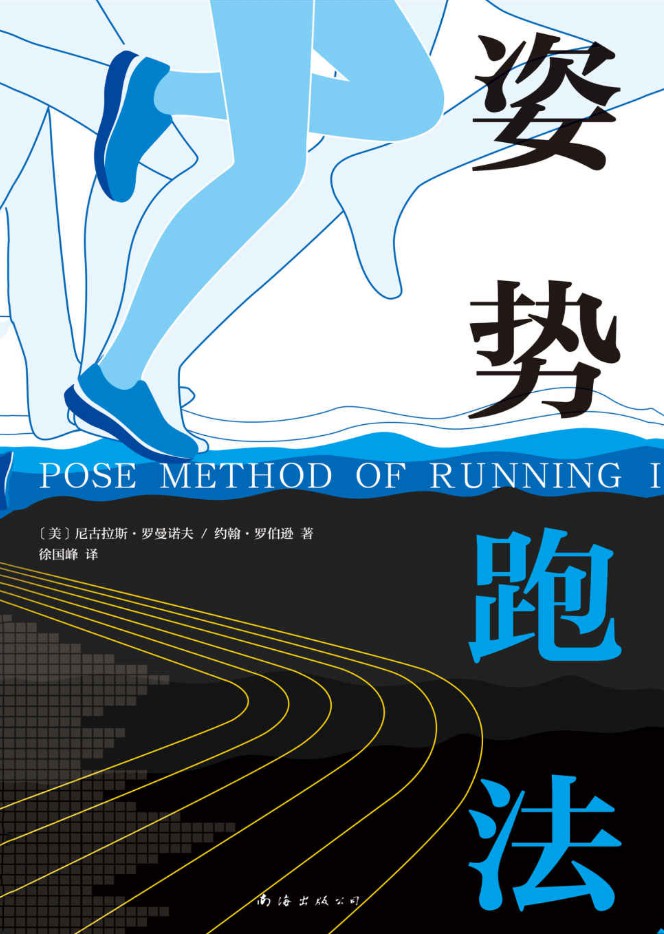 姿势跑法
POSE METHOD OF RUNNING I
〔美〕尼古拉斯·罗曼诺夫 / 约翰·罗伯逊 著
徐国峰 译
南海出版公司